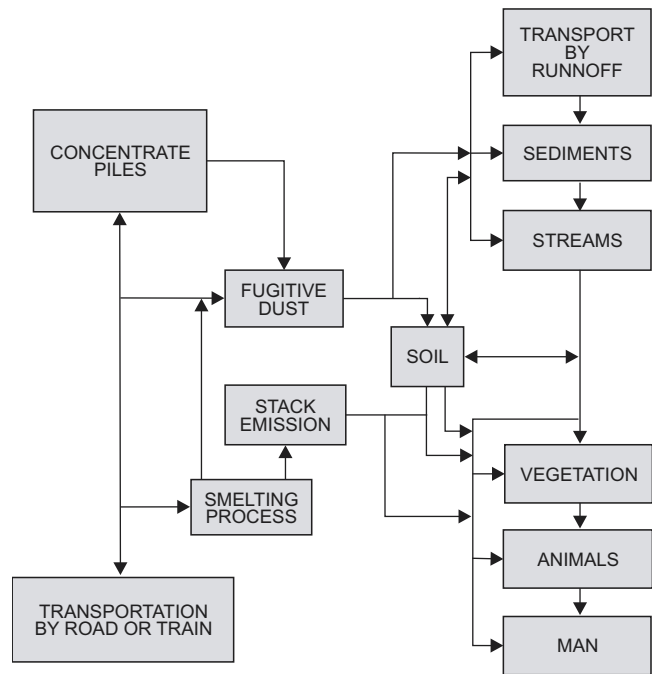 TRANSPORT
BY
RUNNOFF
CONCENTRATE
PILES
SEDIMENTS
STREAMS
FUGITIVE
DUST
SOIL
STACK
EMISSION
VEGETATION
SMELTING
PROCESS
ANIMALS
TRANSPORTATION
BY ROAD OR TRAIN
MAN